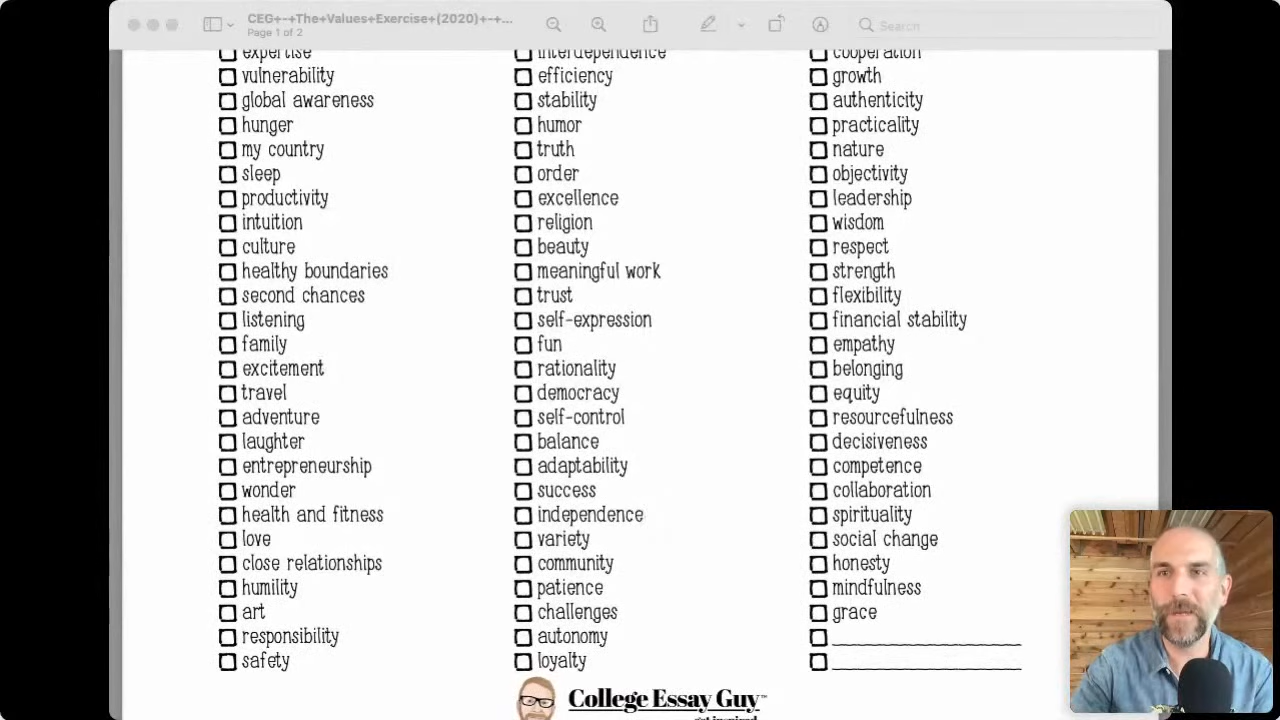 CEG+-+The+Values+Exercise+(2020)+-+...
Page 1 of 2
Search
expertise
vulnerability
global awareness
hunger
my country
sleep
productivity
intuition
culture
healthy boundaries
second chances
listening
family
excitement
travel
adventure
laughter
entrepreneurship
wonder
health and fitness
love
close relationships
humility
art
responsibility
safety
interdependence
efficiency
stability
humor
truth
order
excellence
religion
beauty
meaningful work
trust
self-expression
fun
rationality
democracy
self-control
balance
adaptability
success
independence
variety
community
patience
challenges
autonomy
loyalty
cooperation
growth
authenticity
practicality
nature
objectivity
leadership
wisdom
respect
strength
flexibility
financial stability
empathy
belonging
equity
resourcefulness
decisiveness
competence
collaboration
spirituality
social change
honesty
mindfulness
grace
College Essay Guy™
get inspired